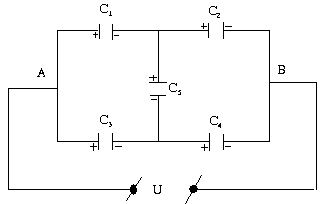 C1 C2
+ − + −
A + C5 B
−
C3 C4
+ − + −
U